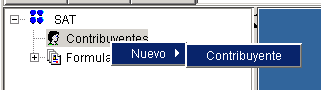 SAT
Contribuyentes
Nuevo
Contribuyente
Formula